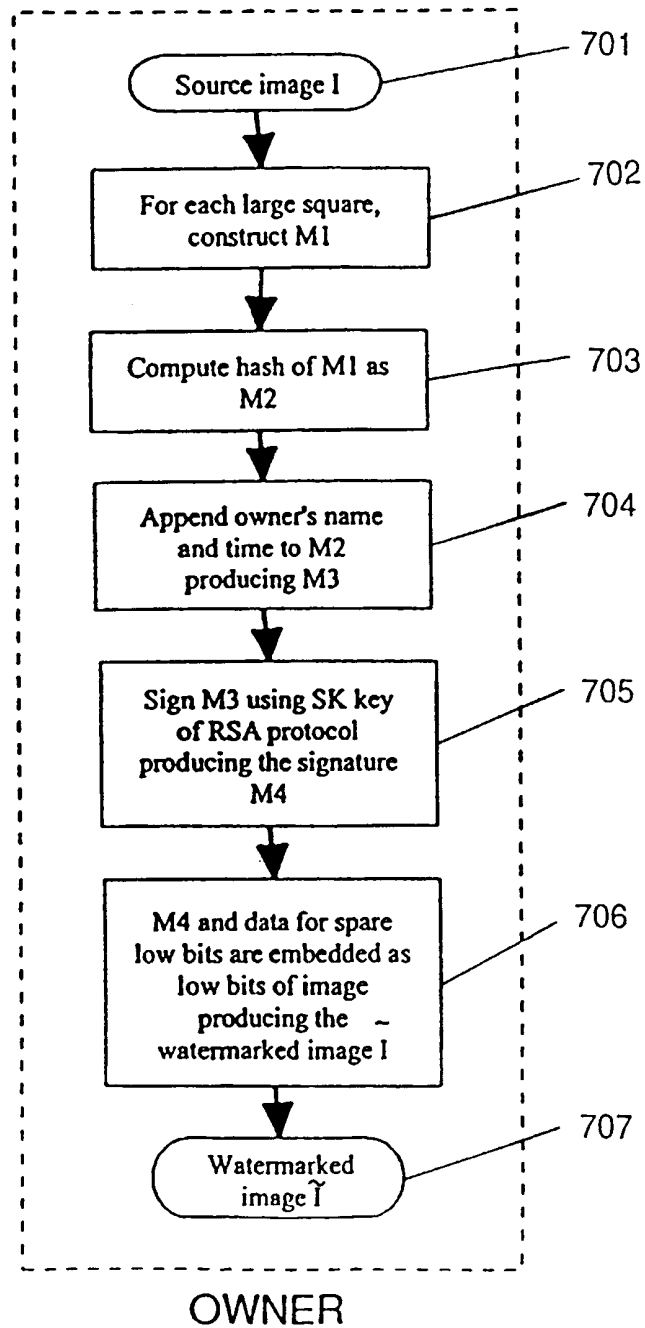 701
Source image I
702
For each large square,
construct M1
703
Compute hash of M1 as
M2
704
Append owner's name
and time to M2
producing M3
705
Sign M3 using SK key
of RSA protocol
producing the signature
M4
706
M4 and data for spare
low bits are embedded as
low bits of image
producing the ~
watermarked image I
707
Watermarked
image Ĩ
OWNER